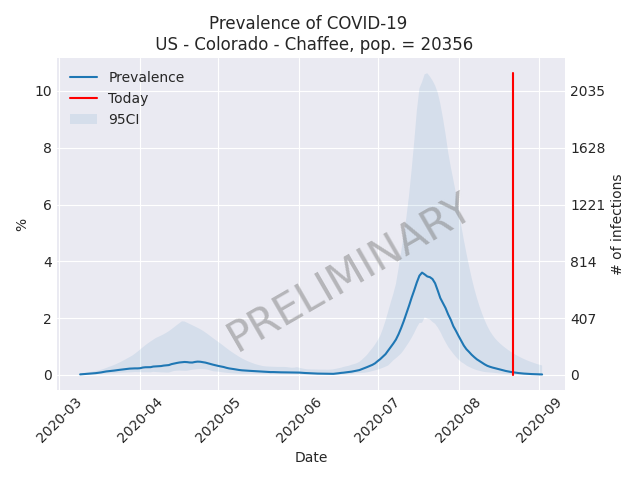 Prevalence of COVID-19
US - Colorado - Chaffee, pop. = 20356
Prevalence
Today
95CI
PRELIMINARY
%
10
8
6
4
2
0
# of infections
2035
1628
1221
814
407
0
2020-03
2020-04
2020-05
2020-06
2020-07
2020-08
2020-09
Date